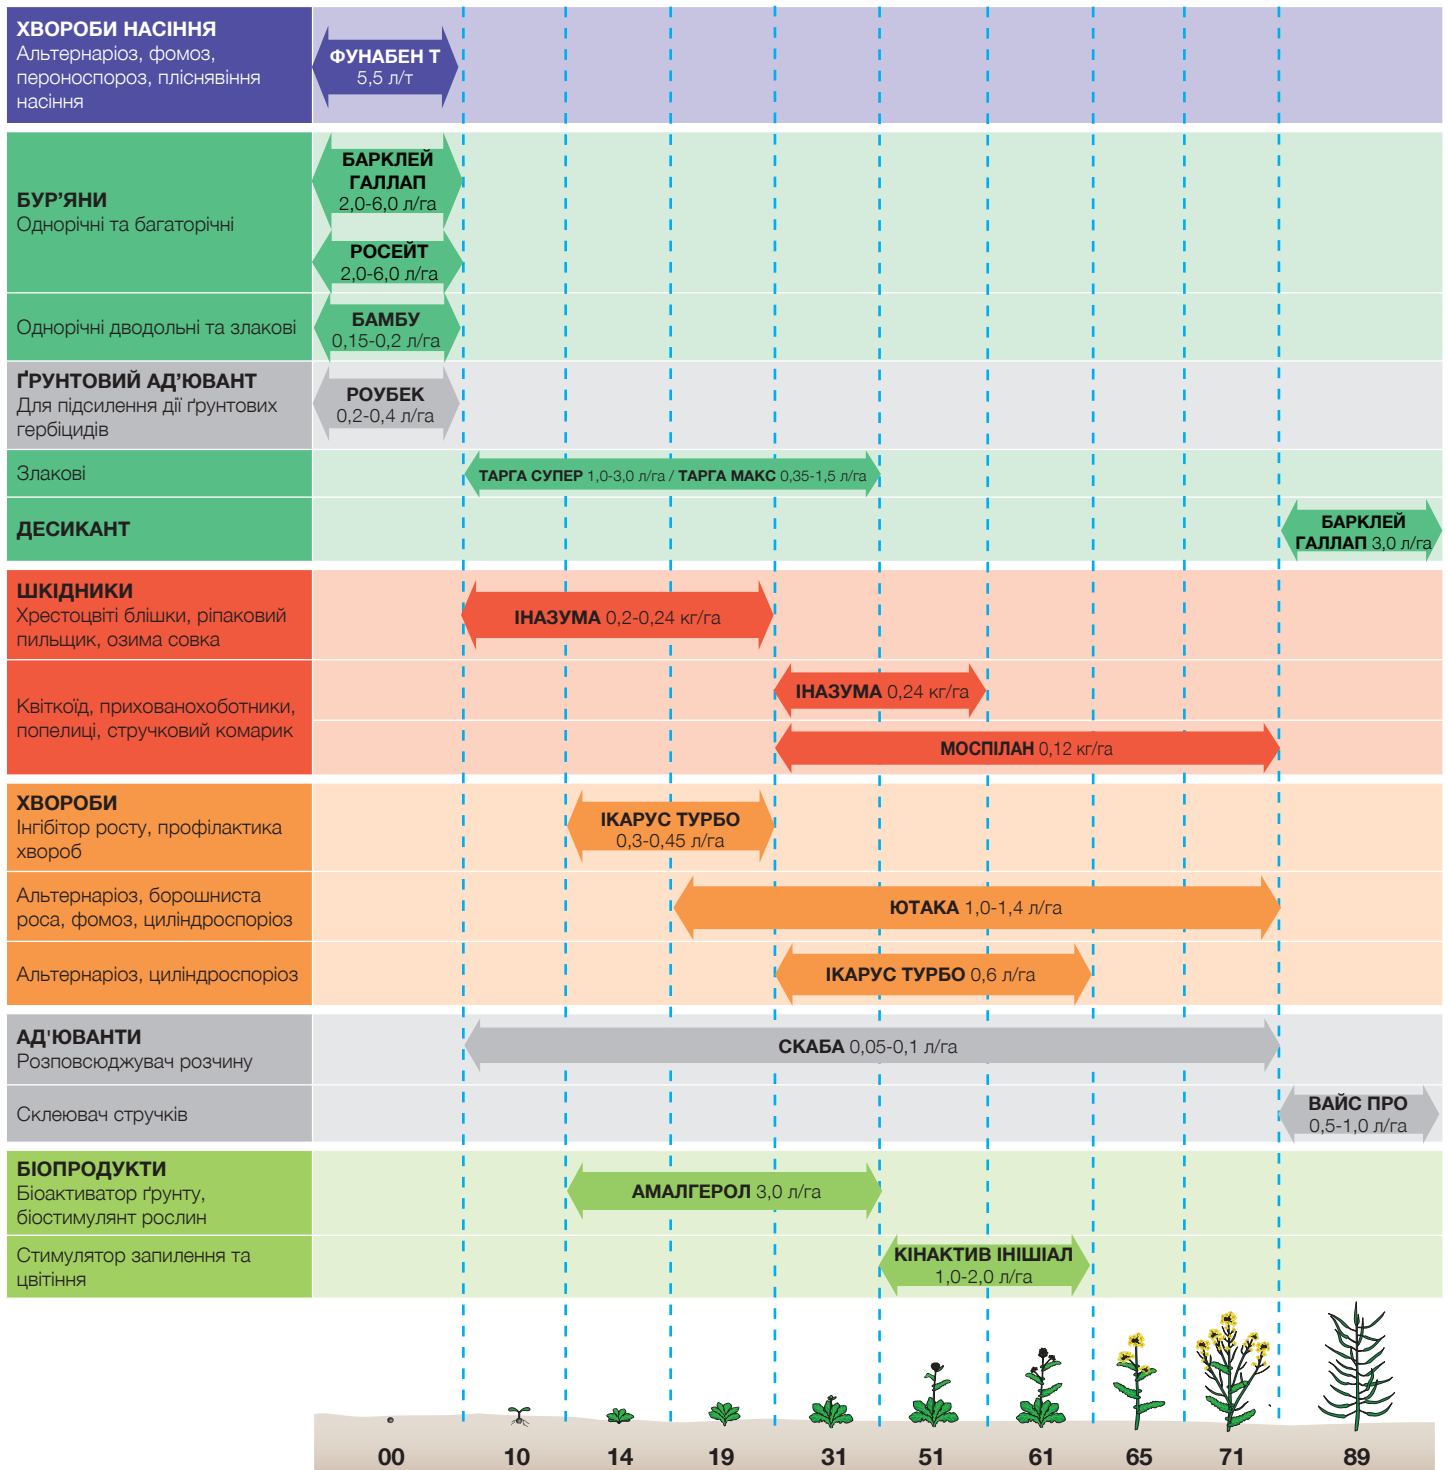 ХВОРОБИ НАСІННЯ
Альтернаріоз, фомоз,
пероноспороз, пліснявіння
насіння
ФУНАБЕН Т
5,5 л/т
БУР’ЯНИ
Однорічні та багаторічні
БАРКЛЕЙ
ГАЛЛАП
2,0-6,0 л/га
РОСЕЙТ
2,0-6,0 л/га
Однорічні дводольні та злакові
БАМБУ
0,15-0,2 л/га
ҐРУНТОВИЙ АД’ЮВАНТ
Для підсилення дії ґрунтових
гербіцидів
РОУБЕК
0,2-0,4 л/га
Злакові
ТАРГА СУПЕР 1,0-3,0 л/га / ТАРГА МАКС 0,35-1,5 л/га
ДЕСИКАНТ
БАРКЛЕЙ
ГАЛЛАП 3,0 л/га
ШКІДНИКИ
Хрестоцвіті блішки, ріпаковий
пильщик, озима совка
ІНАЗУМА 0,2-0,24 кг/га
Квіткоїд, прихованохоботники,
попелиці, стручковий комарик
ІНАЗУМА 0,24 кг/га
МОСПІЛАН 0,12 кг/га
ХВОРОБИ
Інгібітор росту, профілактика
хвороб
ІКАРУС ТУРБО
0,3-0,45 л/га
Альтернаріоз, борошниста
роса, фомоз, циліндроспоріоз
ЮТАКА 1,0-1,4 л/га
Альтернаріоз, циліндроспоріоз
ІКАРУС ТУРБО 0,6 л/га
АД'ЮВАНТИ
Розповсюджувач розчину
СКАБА 0,05-0,1 л/га
Склеювач стручків
ВАЙС ПРО
0,5-1,0 л/га
БІОПРОДУКТИ
Біоактиватор ґрунту,
біостимулянт рослин
АМАЛГЕРОЛ 3,0 л/га
Стимулятор запилення та
цвітіння
КІНАКТИВ ІНІШІАЛ
1,0-2,0 л/га
00 10 14 19 31 51 61 65 71 89